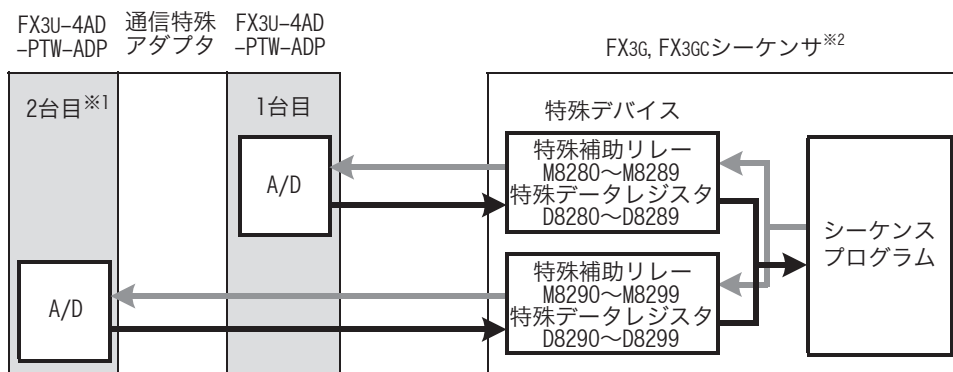 FX3U-4AD
-PTW-ADP
通信特殊
アダプタ
FX3U-4AD
-PTW-ADP
FX3G, FX3GCシーケンサ※2
2台目※1
1台目
特殊デバイス
A/D
特殊補助リレー
M8280～M8289
特殊データレジスタ
D8280～D8289
シーケンス
プログラム
A/D
特殊補助リレー
M8290～M8299
特殊データレジスタ
D8290～D8299